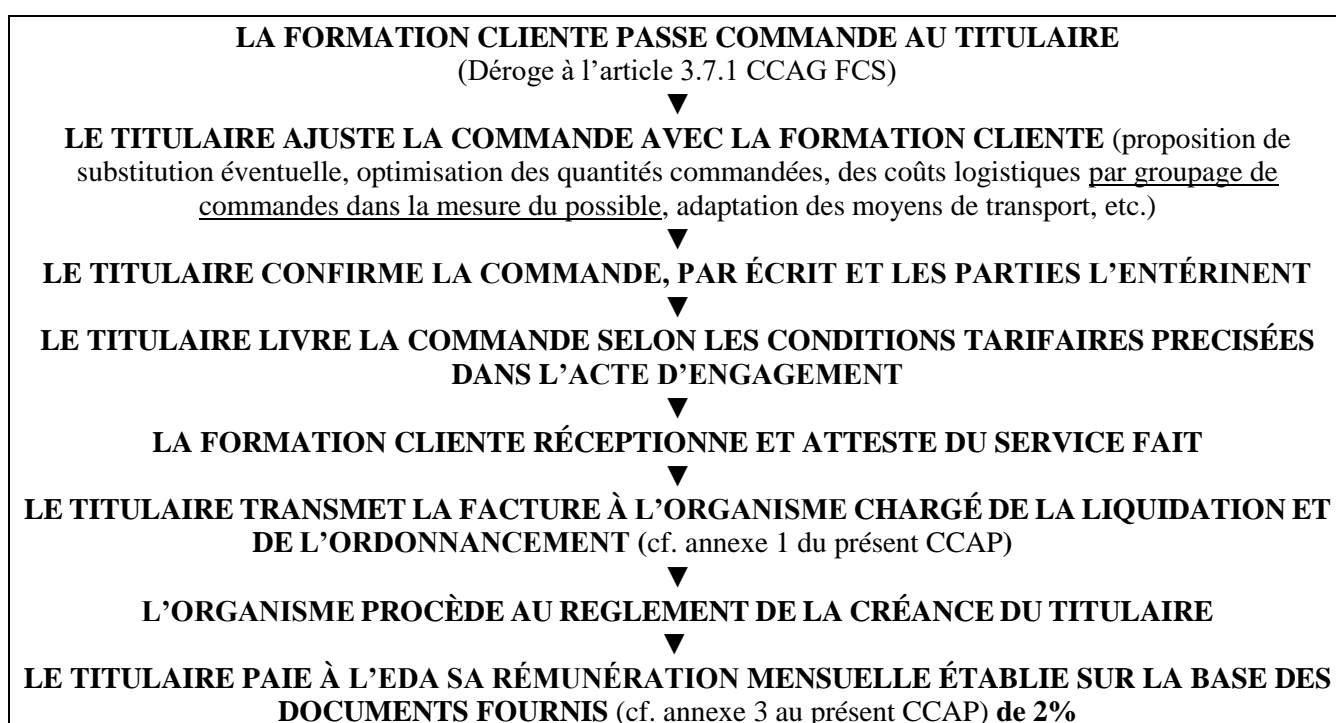 LA FORMATION CLIENTE PASSE COMMANDE AU TITULAIRE
(Déroge à l’article 3.7.1 CCAG FCS)
▼
LE TITULAIRE AJUSTE LA COMMANDE AVEC LA FORMATION CLIENTE (proposition de
substitution éventuelle, optimisation des quantités commandées, des coûts logistiques par groupage de
commandes dans la mesure du possible, adaptation des moyens de transport, etc.)
▼
LE TITULAIRE CONFIRME LA COMMANDE, PAR ÉCRIT ET LES PARTIES L’ENTÉRINENT
▼
LE TITULAIRE LIVRE LA COMMANDE SELON LES CONDITIONS TARIFAIRES PRECISÉES
DANS L’ACTE D’ENGAGEMENT
▼
LA FORMATION CLIENTE RÉCEPTIONNE ET ATTESTE DU SERVICE FAIT
▼
LE TITULAIRE TRANSMET LA FACTURE À L’ORGANISME CHARGÉ DE LA LIQUIDATION ET
DE L’ORDONNANCEMENT (cf. annexe 1 du présent CCAP)
▼
L’ORGANISME PROCÈDE AU REGLEMENT DE LA CRÉANCE DU TITULAIRE
▼
LE TITULAIRE PAIE À L’EDA SA RÉMUNÉRATION MENSUELLE ÉTABLIE SUR LA BASE DES
DOCUMENTS FOURNIS (cf. annexe 3 au présent CCAP) de 2%